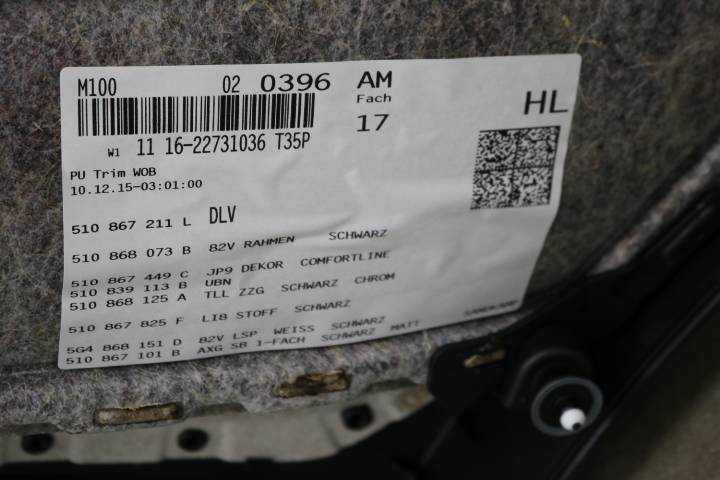 M100 02 0396 AM
Fach
HL
17
W1 11 16-22731036 T35P
PU Trim WOB
10.12.15-03:01:00
510 867 211 L DLV
510 868 073 B 82V RAHMEN SCHWARZ
510 867 449 C JP9 DEKOR COMFORTLINE
510 839 113 B UBN
510 868 125 A TLL ZZG SCHWARZ CHROM
510 867 825 F LI8 STOFF SCHWARZ
5G4 868 151 D 82V LSP WEISS SCHWARZ
510 867 101 B AXG SB 1-FACH SCHWARZ MATT